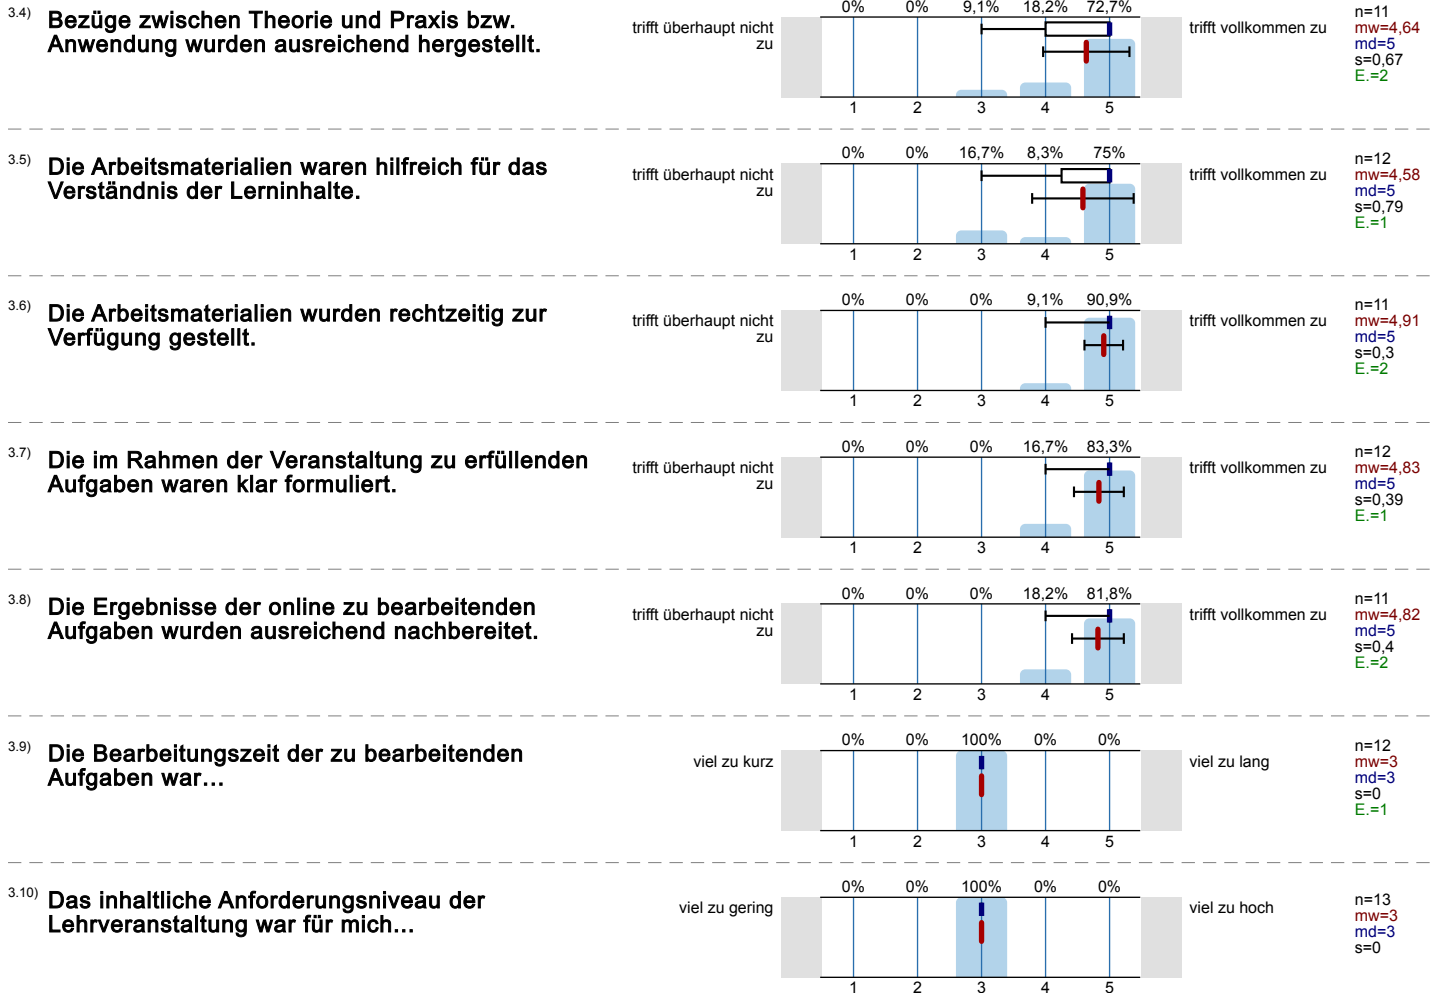 3.4) Bezüge zwischen Theorie und Praxis bzw.
Anwendung wurden ausreichend hergestellt.
trifft überhaupt nicht
zu
0% 0% 9,1% 18,2% 72,7%
1 2 3 4 5
trifft vollkommen zu
n=11
mw=4,64
md=5
s=0,67
E.=2
3.5) Die Arbeitsmaterialien waren hilfreich für das
Verständnis der Lerninhalte.
trifft überhaupt nicht
zu
0% 0% 16,7% 8,3% 75%
1 2 3 4 5
trifft vollkommen zu
n=12
mw=4,58
md=5
s=0,79
E.=1
3.6) Die Arbeitsmaterialien wurden rechtzeitig zur
Verfügung gestellt.
trifft überhaupt nicht
zu
0% 0% 0% 9,1% 90,9%
1 2 3 4 5
trifft vollkommen zu
n=11
mw=4,91
md=5
s=0,3
E.=2
3.7) Die im Rahmen der Veranstaltung zu erfüllenden
Aufgaben waren klar formuliert.
trifft überhaupt nicht
zu
0% 0% 0% 16,7% 83,3%
1 2 3 4 5
trifft vollkommen zu
n=12
mw=4,83
md=5
s=0,39
E.=1
3.8) Die Ergebnisse der online zu bearbeitenden
Aufgaben wurden ausreichend nachbereitet.
trifft überhaupt nicht
zu
0% 0% 0% 18,2% 81,8%
1 2 3 4 5
trifft vollkommen zu
n=11
mw=4,82
md=5
s=0,4
E.=2
3.9) Die Bearbeitungszeit der zu bearbeitenden
Aufgaben war...
viel zu kurz
0% 0% 100% 0% 0%
1 2 3 4 5
viel zu lang
n=12
mw=3
md=3
s=0
E.=1
3.10) Das inhaltliche Anforderungsniveau der
Lehrveranstaltung war für mich...
viel zu gering
0% 0% 100% 0% 0%
1 2 3 4 5
viel zu hoch
n=13
mw=3
md=3
s=0